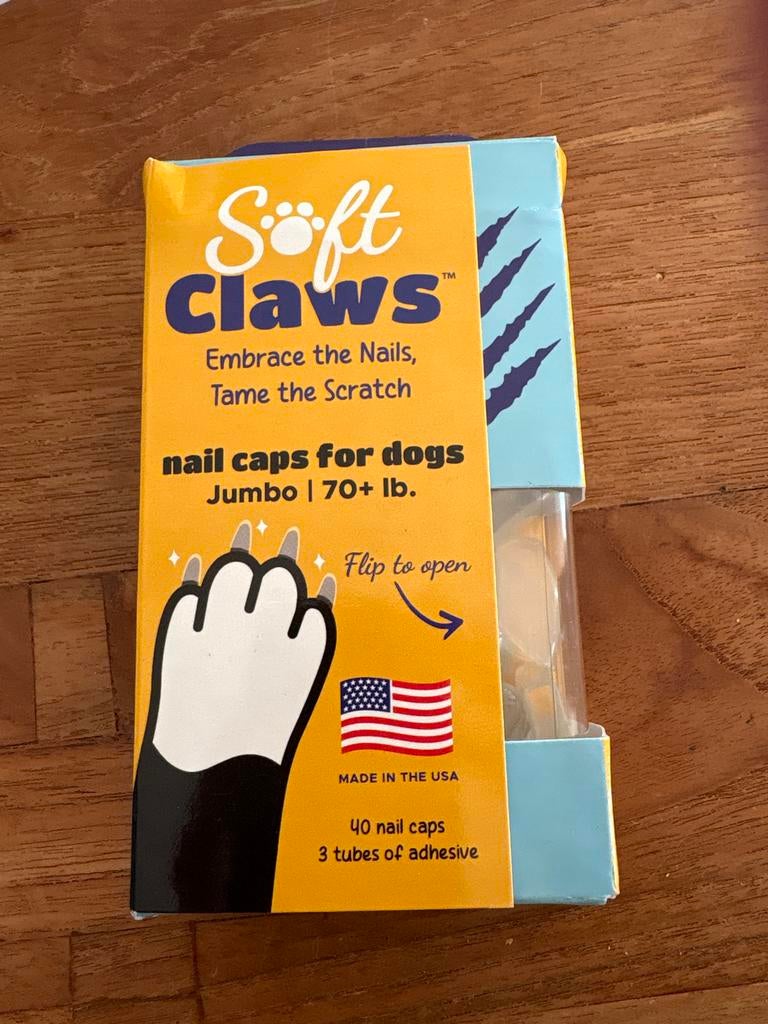 Soft
Claws™
Embrace the Nails,
Tame the Scratch
nail caps for dogs
Jumbo | 70+ lb.
Flip to open
MADE IN THE USA
40 nail caps
3 tubes of adhesive